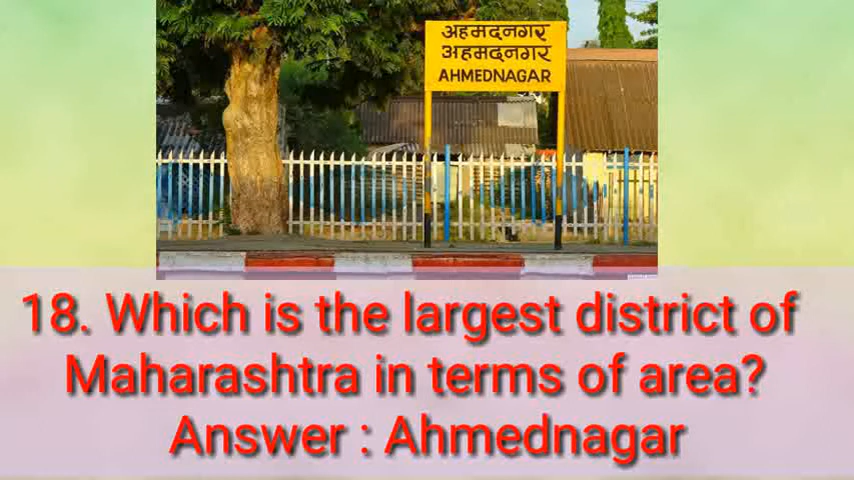 अहमदनगर
अहमदनगर
AHMEDNAGAR
18. Which is the largest district of
Maharashtra in terms of area?
Answer : Ahmednagar